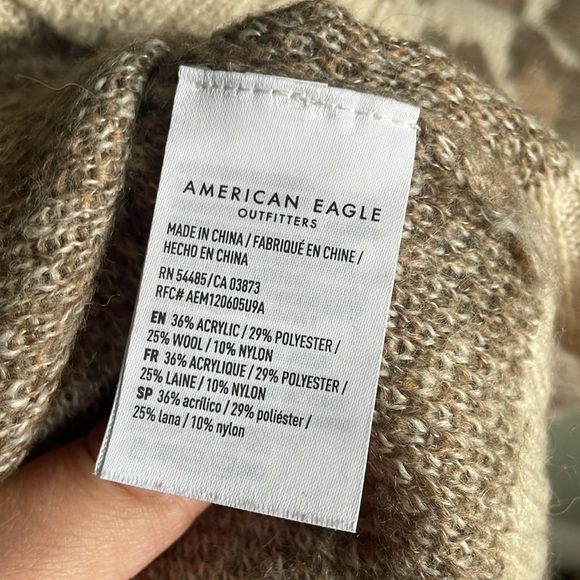 AMERICAN EAGLE
OUTFITTERS
MADE IN CHINA / FABRIQUÉ EN CHINE /
HECHO EN CHINA
RN 54485/CA 03873
RFC# AEM120605U9A
EN 36% ACRYLIC / 29% POLYESTER /
25% WOOL / 10% NYLON
FR 36% ACRYLIQUE / 29% POLYESTER /
25% LAINE / 10% NYLON
SP 36% acrílico / 29% poliéster /
25% lana / 10% nylon